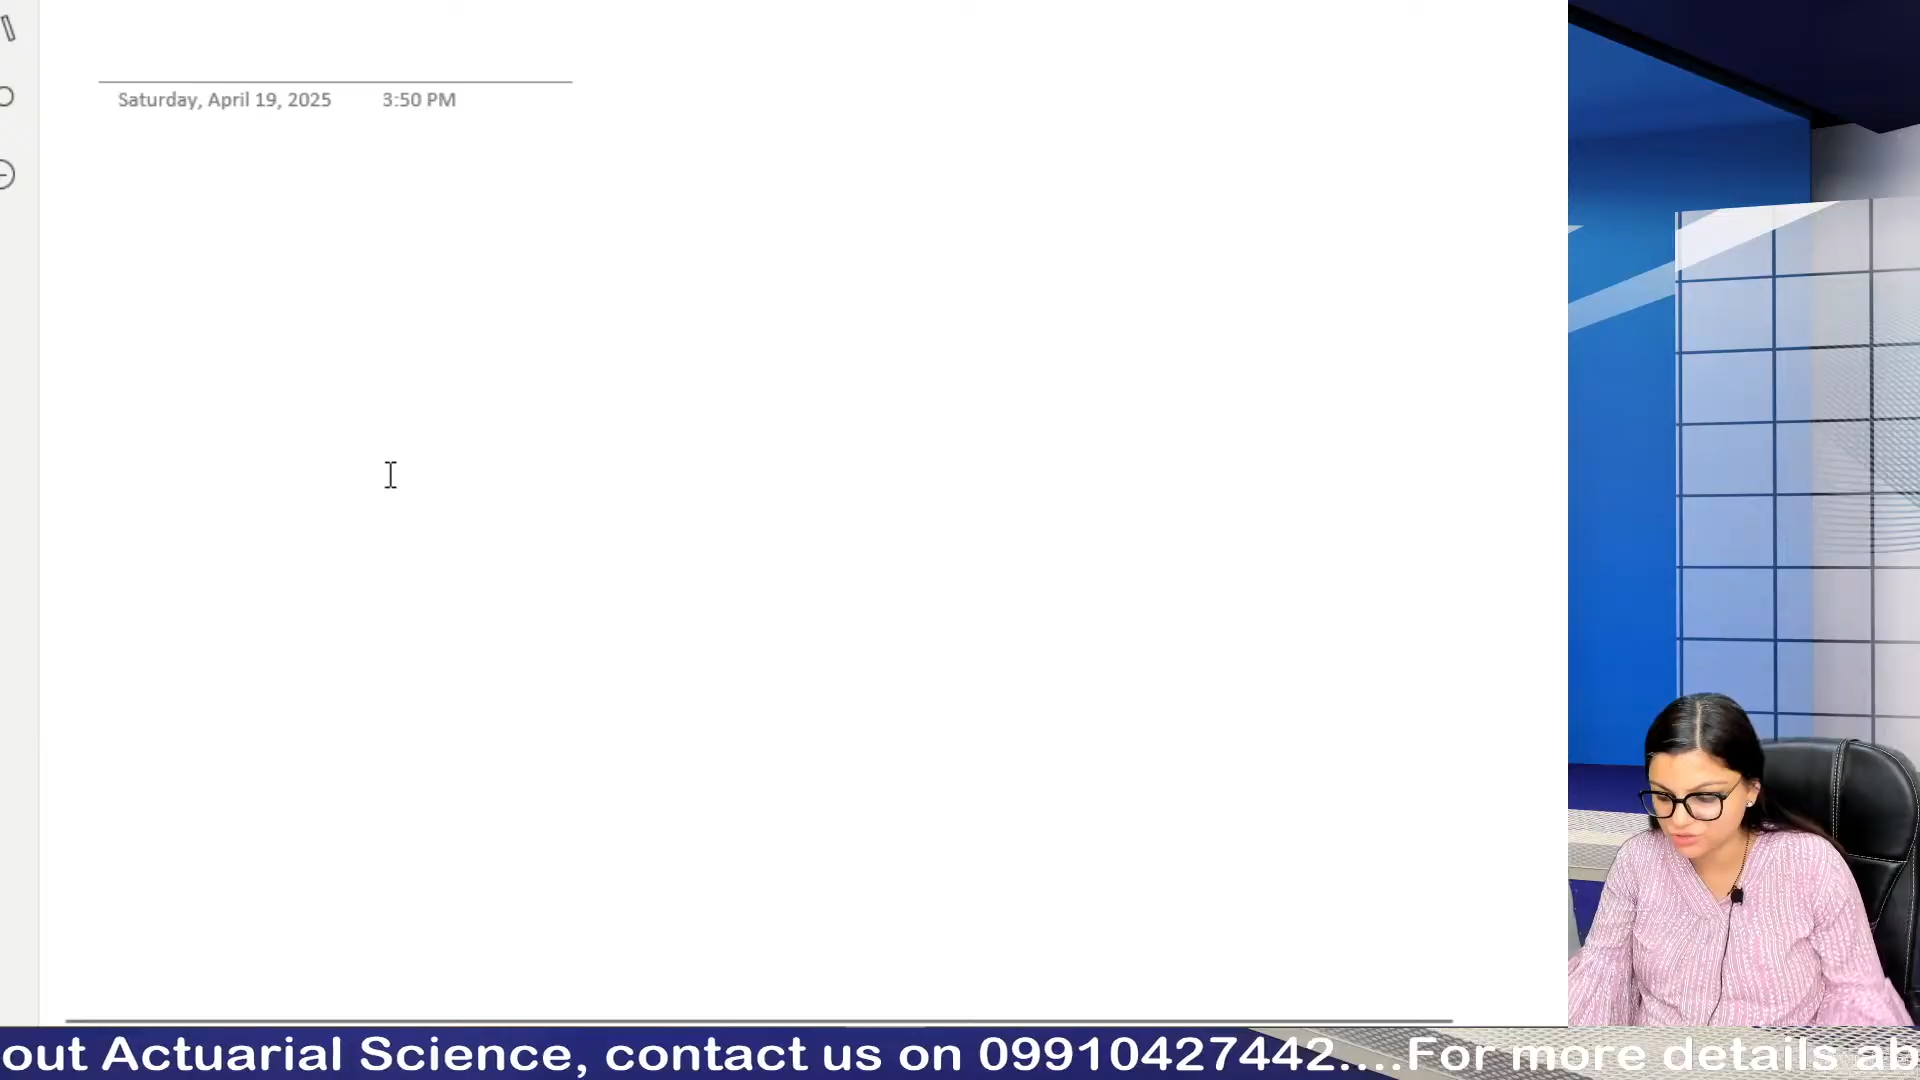 Saturday, April 19, 2025 3:50 PM
out Actuarial Science, contact us on 09910427442....For more details ab